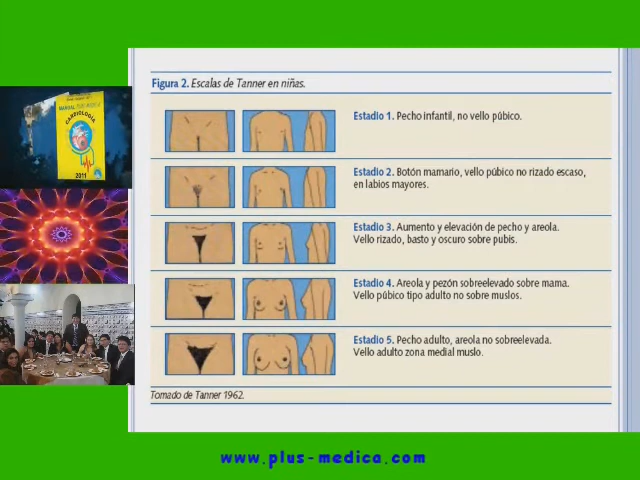 Figura 2. Escalas de Tanner en niñas.
Estadio 1. Pecho infantil, no vello púbico.
Estadio 2. Botón mamario, vello púbico no rizado escaso,
en labios mayores.
Estadio 3. Aumento y elevación de pecho y areola.
Vello rizado, basto y oscuro sobre pubis.
Estadio 4. Areola y pezón sobreelevado sobre mama.
Vello púbico tipo adulto no sobre muslos.
Estadio 5. Pecho adulto, areola no sobreelevada.
Vello adulto zona medial muslo.
Tomado de Tanner 1962.
MANUAL
CARDIOLOGÍA
2011
www.plus-medica.com